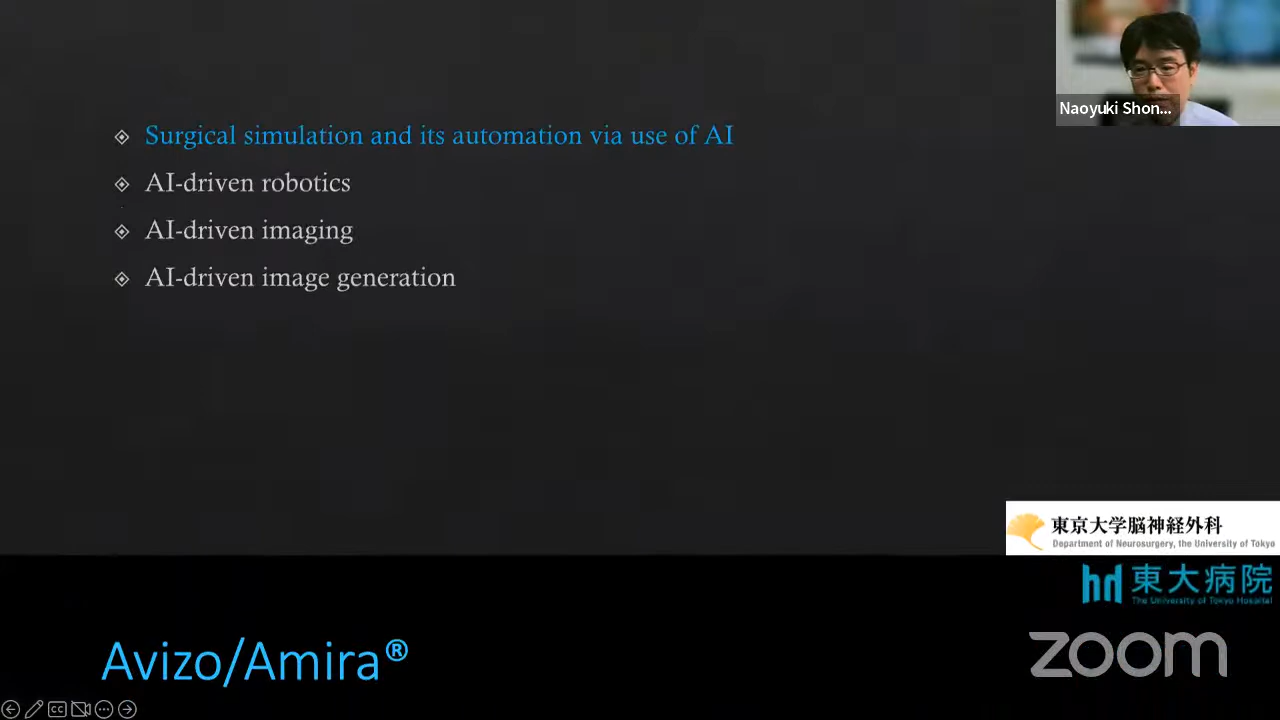 Naoyuki Shon...
Surgical simulation and its automation via use of AI
AI-driven robotics
AI-driven imaging
AI-driven image generation
東京大学脳神経外科
Department of Neurosurgery, the University of Tokyo
東大病院
The University of Tokyo Hospital
Avizo/Amira®
zoom
CC